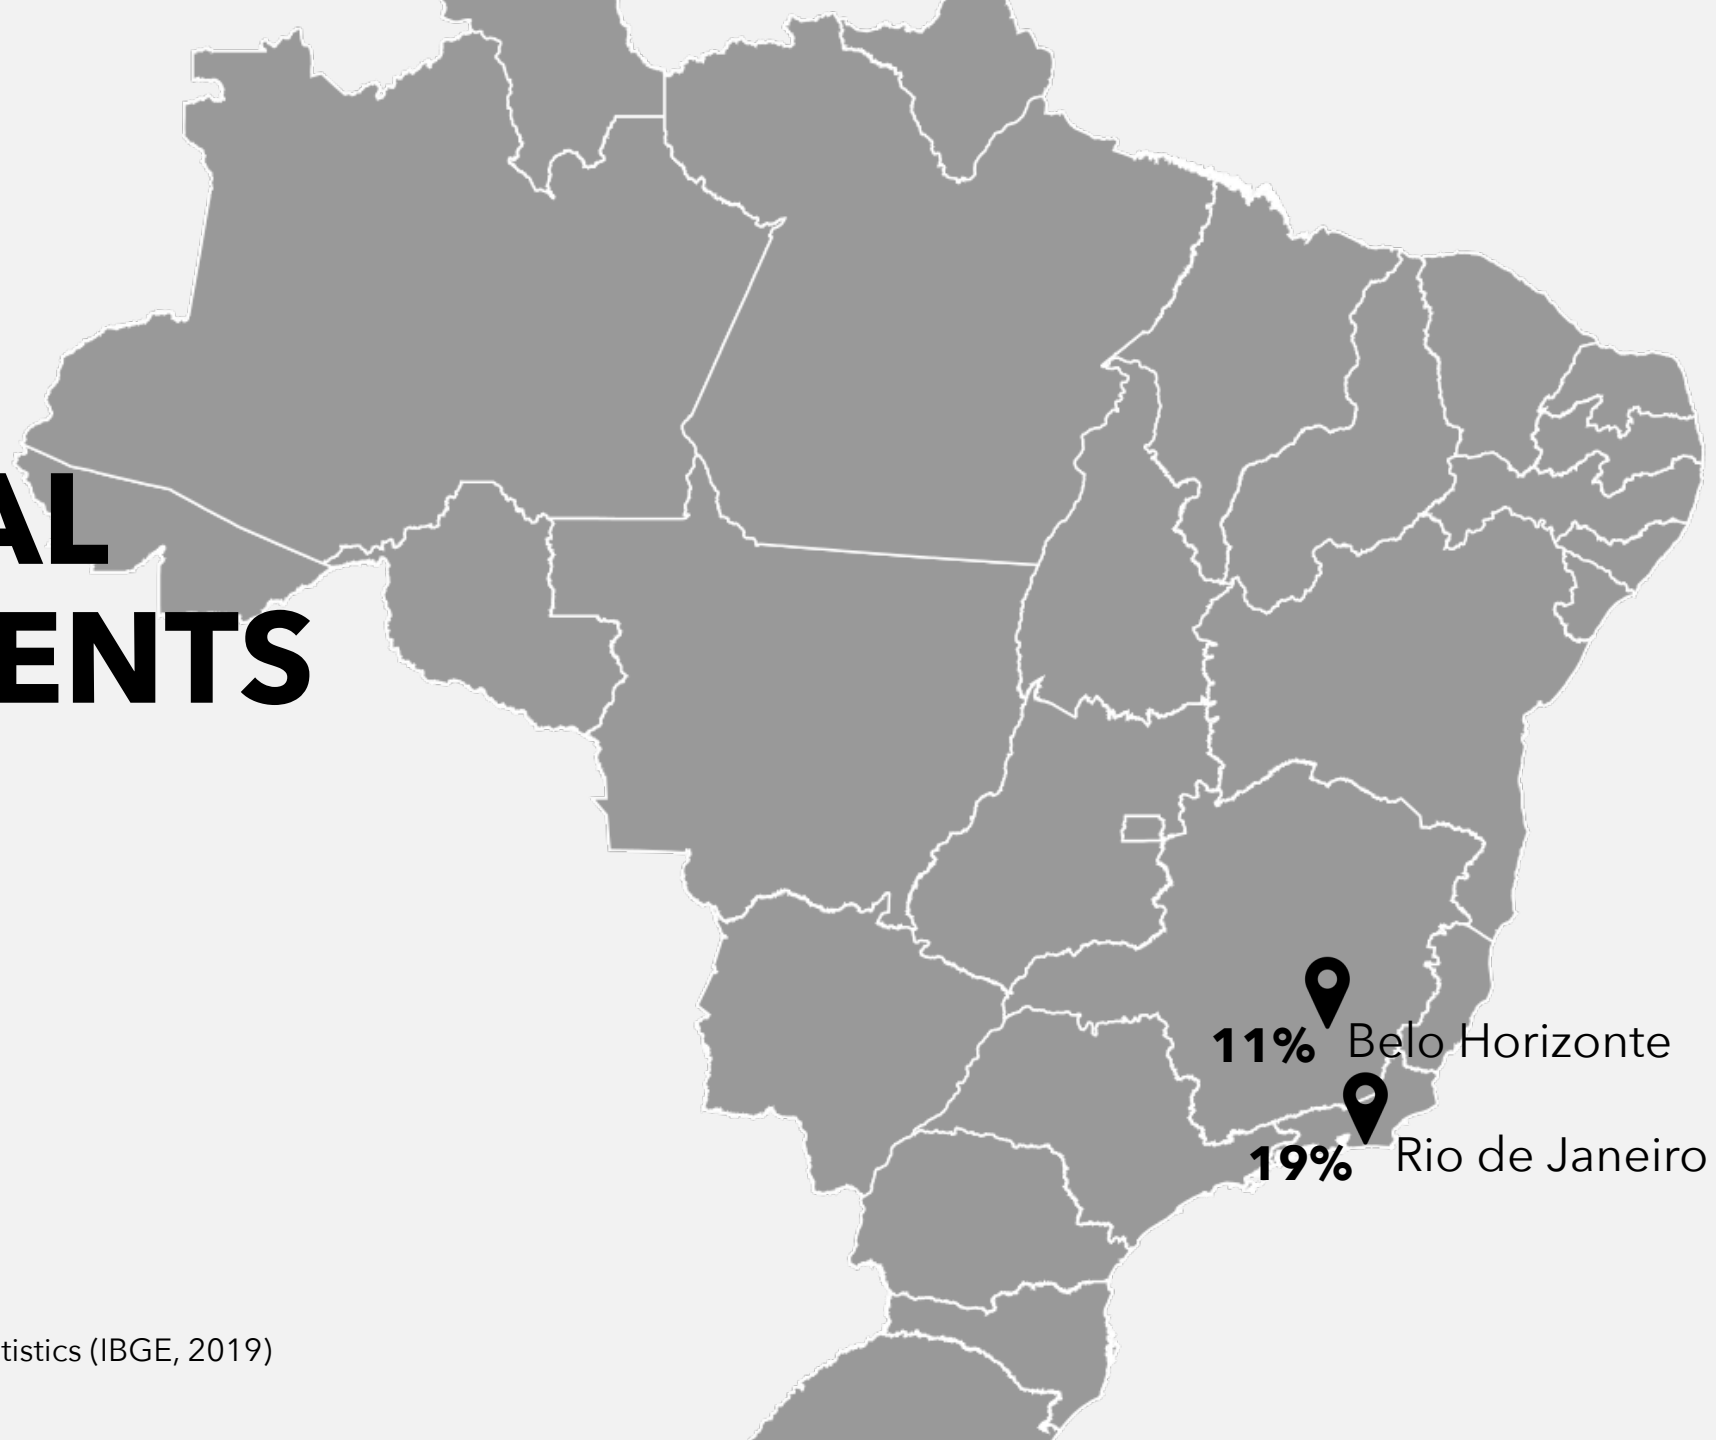 AL
ENTS
11% Belo Horizonte
19% Rio de Janeiro
tistics (IBGE, 2019)